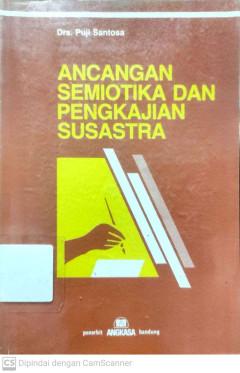 Drs. Puji Santosa
ANCANGAN
SEMIOTIKA DAN
PENGKAJIAN
SUSASTRA
penerbit ANGKASA bandung
CS Dipindai dengan CamScanner